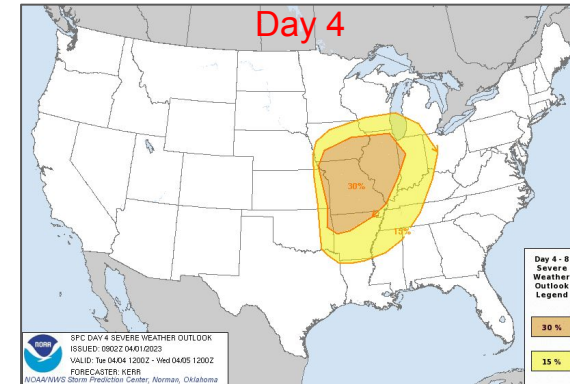 Day 4
30%
15%
Day 4 - 8
Severe
Weather
Outlook
Legend
30 %
15 %
NOAA
SPC DAY 4 SEVERE WEATHER OUTLOOK
ISSUED: 0902Z 04/01/2023
VALID: Tue 04/04 1200Z - Wed 04/05 1200Z
FORECASTER: KERR
NOAA/NWS Storm Prediction Center, Norman, Oklahoma